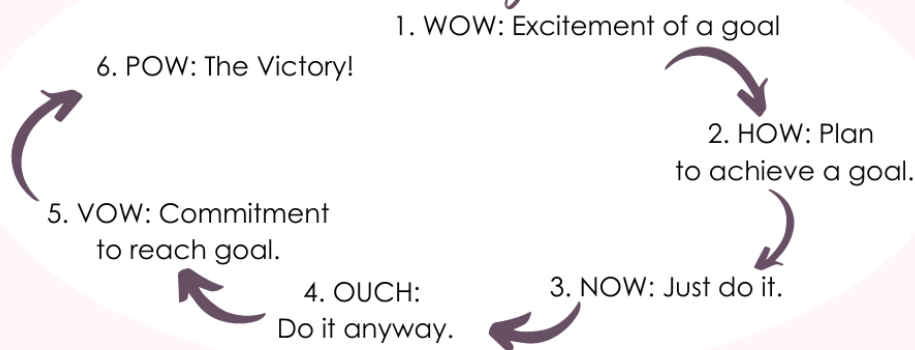 1. WOW: Excitement of a goal
2. HOW: Plan
to achieve a goal.
3. NOW: Just do it.
4. OUCH:
Do it anyway.
5. VOW: Commitment
to reach goal.
6. POW: The Victory!